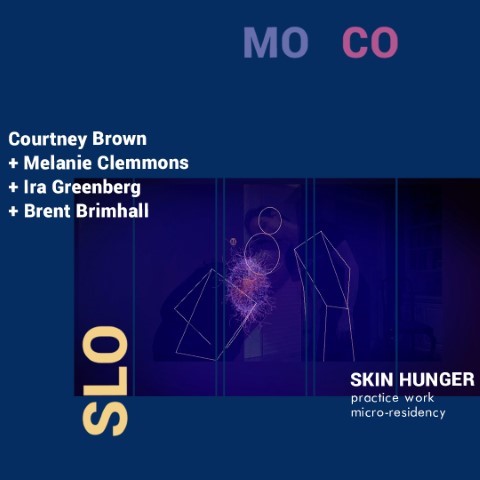 MO CO
Courtney Brown
+ Melanie Clemmons
+ Ira Greenberg
+ Brent Brimhall
SLO
SKIN HUNGER
practice work
micro-residency